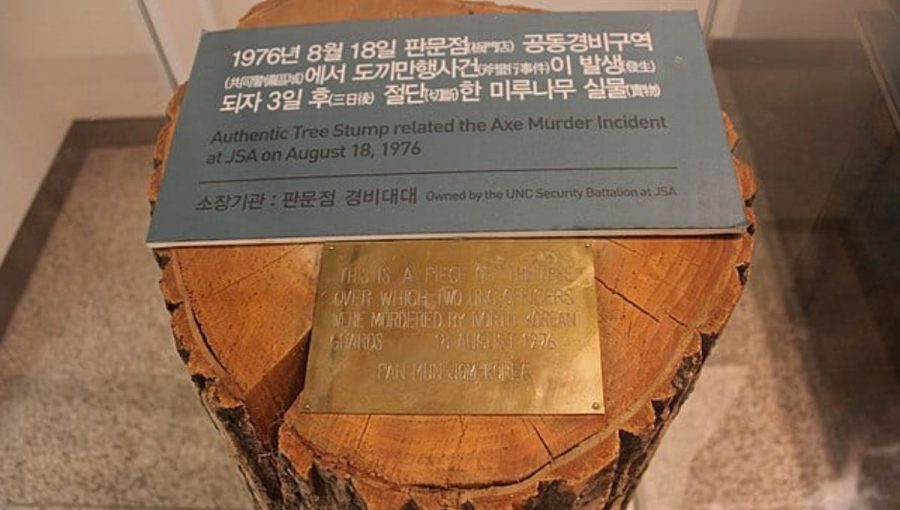 1976년 8월 18일 판문점(板門店) 공동경비구역
(共同警備區域)에서 도끼만행사건(斧蠻行事件)이 발생(發生)
되자 3일 후(三日後) 절단(切斷)한 미루나무 실물(實物)
Authentic Tree Stump related the Axe Murder Incident
at JSA on August 18, 1976
소장기관 : 판문점 경비대대 Owned by the UNC Security Battalion at JSA
THIS IS A PIECE OF THE TREE
OVER WHICH TWO UNC OFFICERS
WERE MORDERED BY NORTH KOREAN
GUARDS 18 AUGUST 1976
PAN MUN JOM KOREA